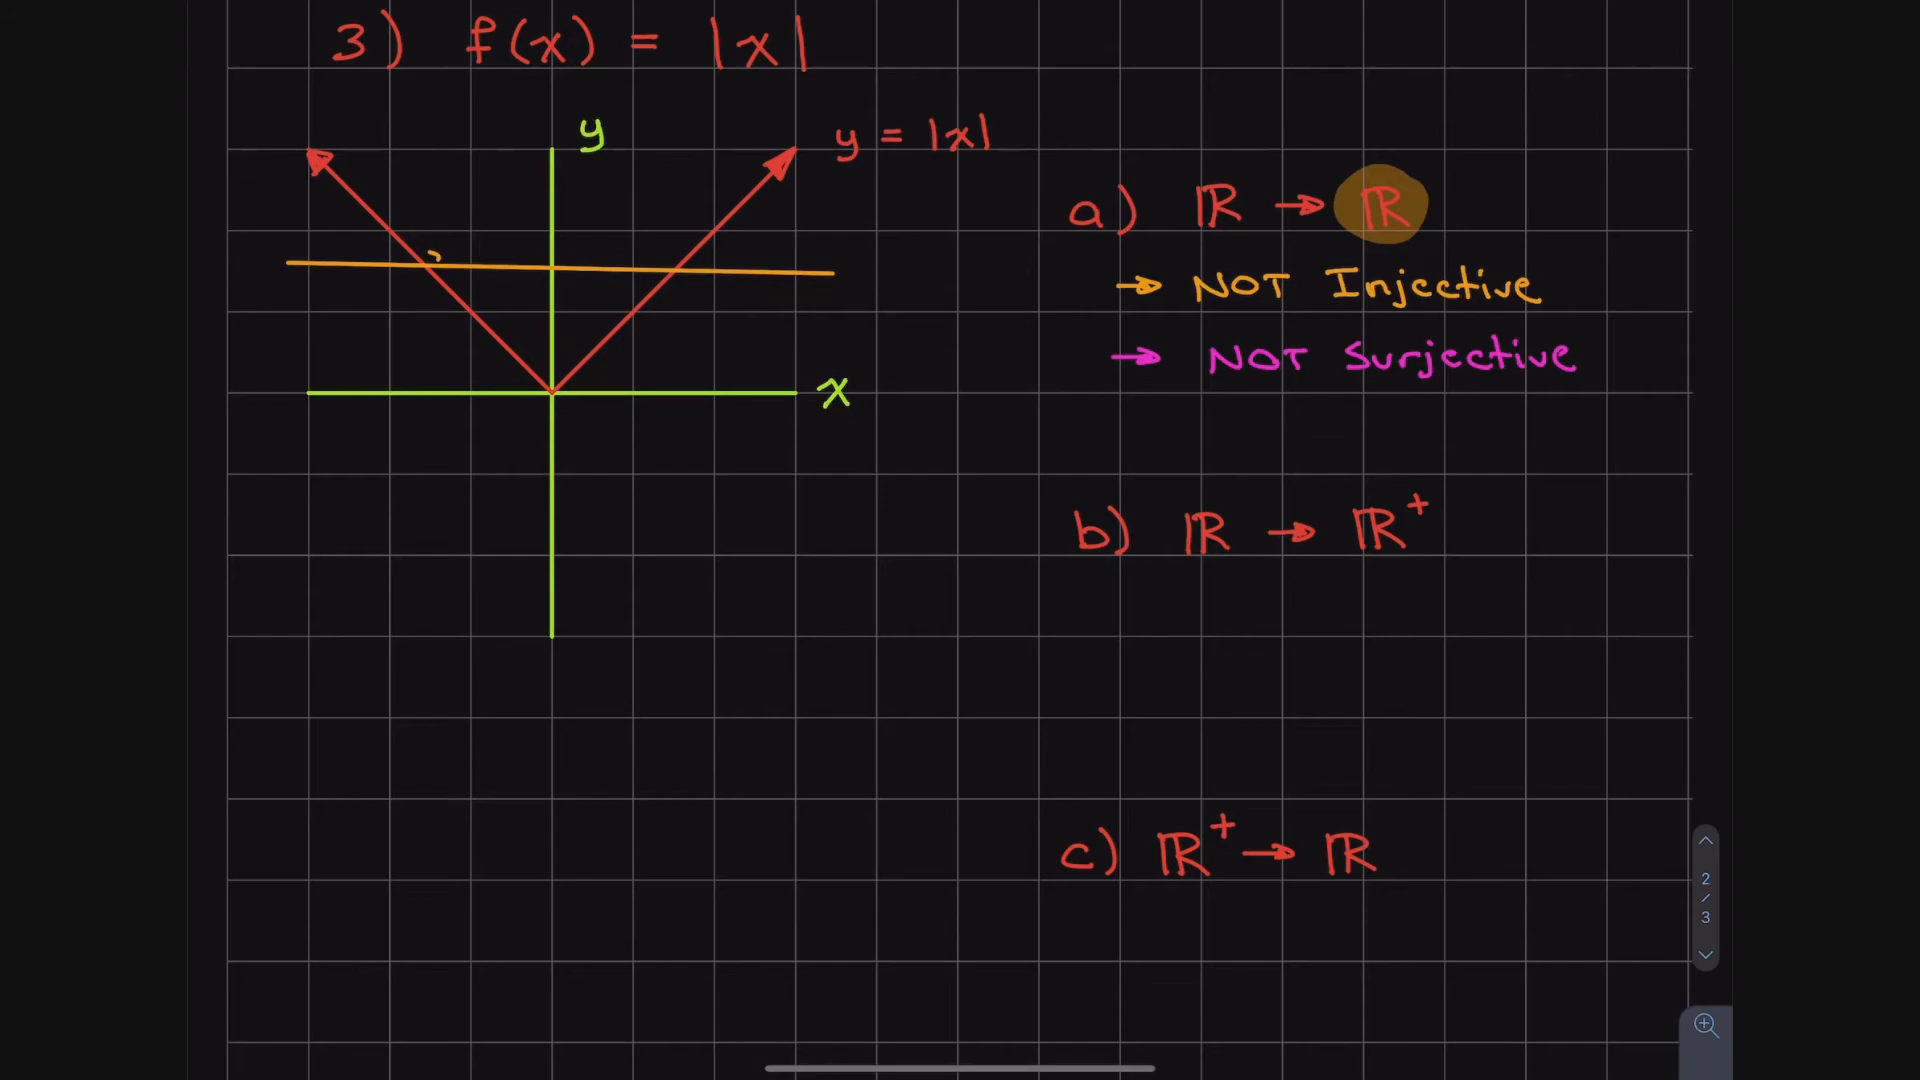 3) f(x) = |x|
y
y = |x|
a) ℝ → ℝ
→ NOT Injective
→ NOT Surjective
x
b) ℝ → ℝ⁺
c) ℝ⁺ → ℝ
2
/
3